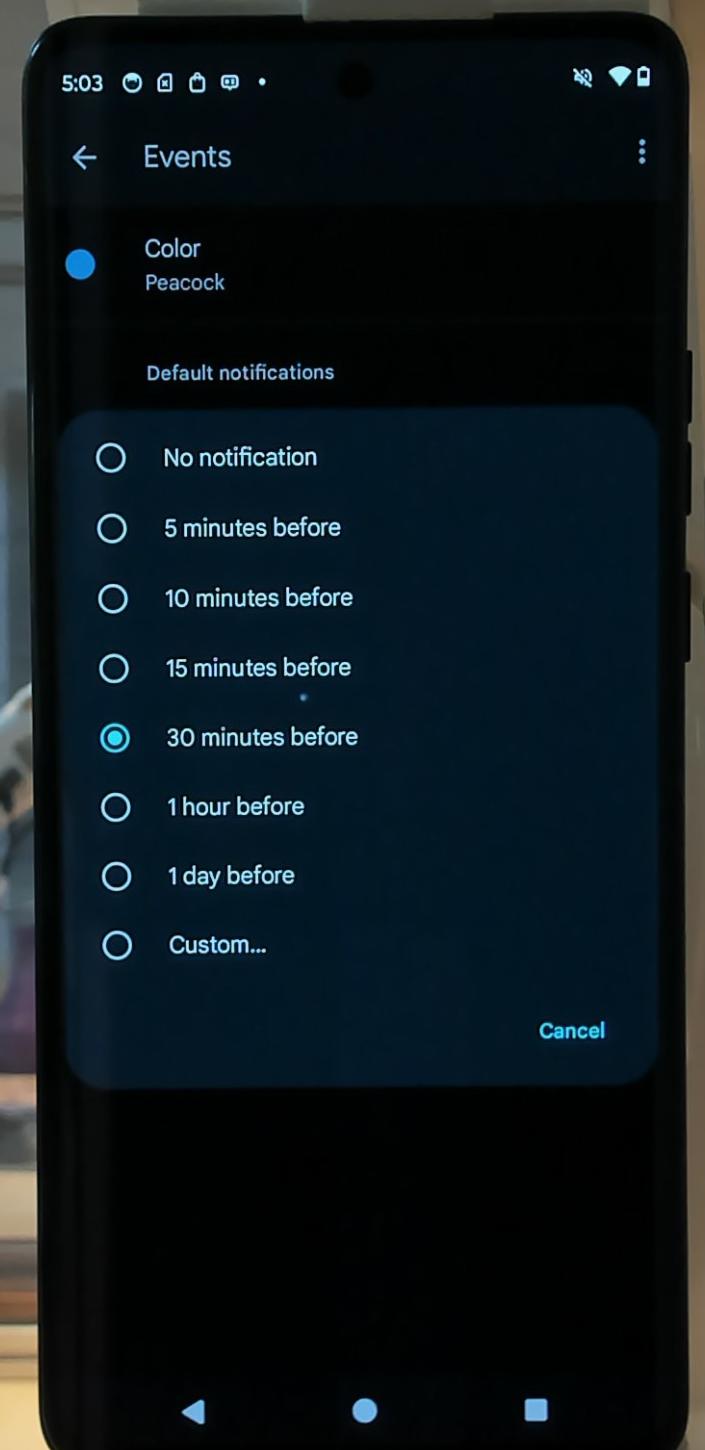 5:03
Events
Color
Peacock
Default notifications
No notification
5 minutes before
10 minutes before
15 minutes before
30 minutes before
1 hour before
1 day before
Custom...
Cancel